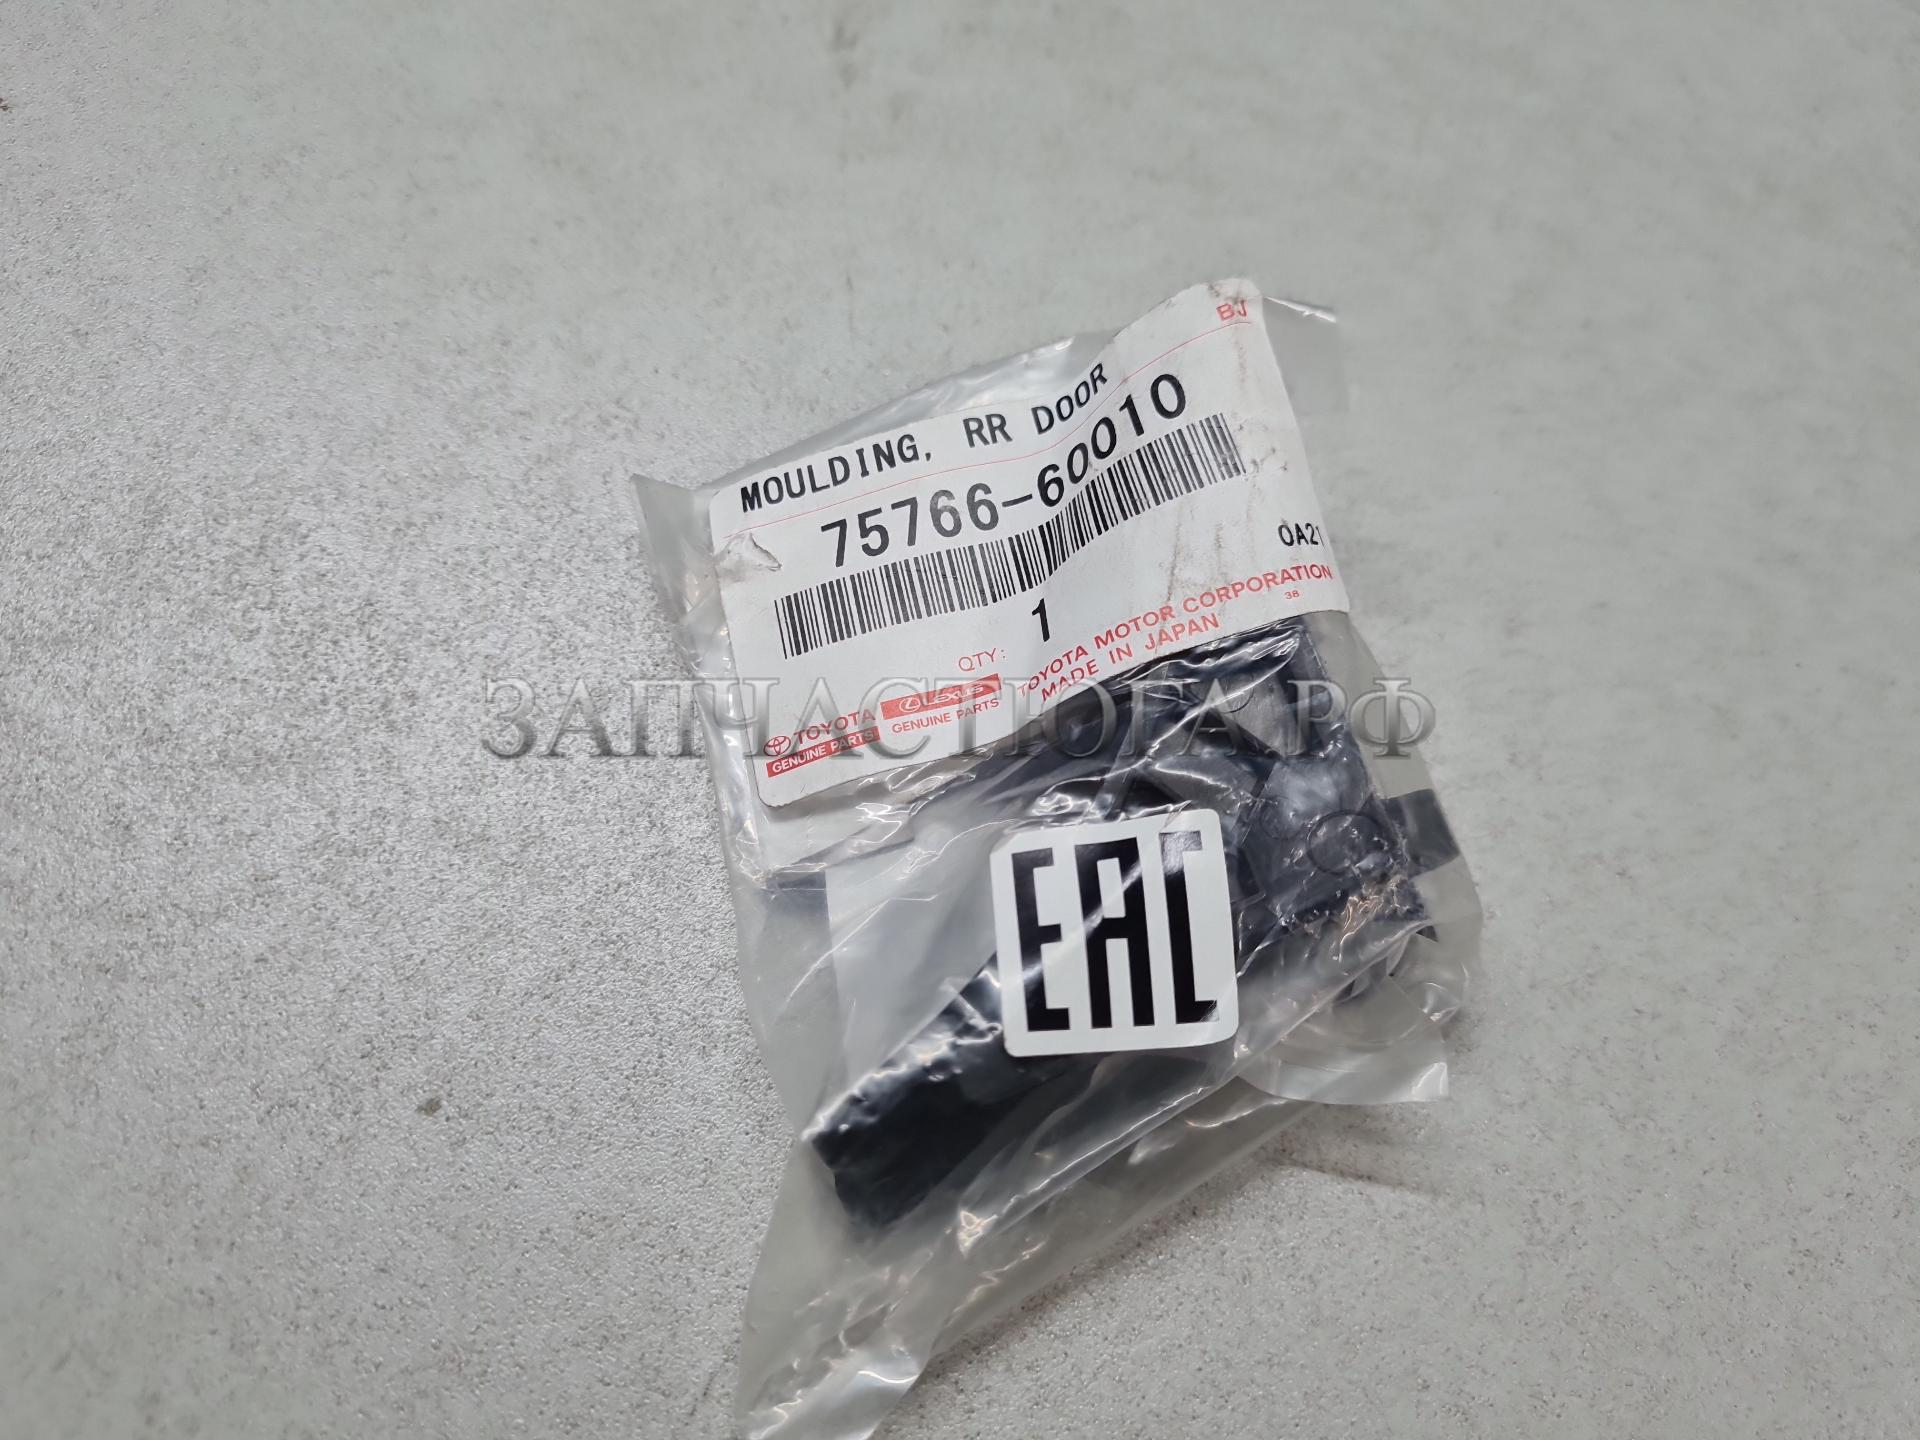 BJ
MOULDING, RR DOOR
75766-60010
0A21
QTY: 1
TOYOTA MOTOR CORPORATION
MADE IN JAPAN
38
TOYOTA
GENUINE PARTS
LEXUS
GENUINE PARTS
ЗАПЧАСТЮГА.РФ
EAC